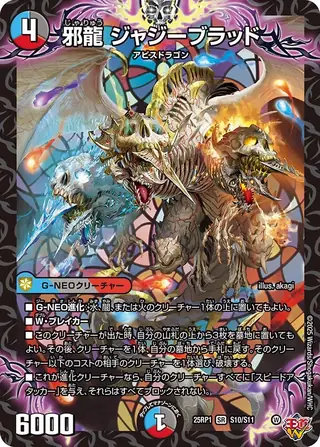 4
じゃりゅう
邪龍 ジャジーブラッド
アビスドラゴン
illus. akagi
G-NEOクリーチャー
■G-NEO進化：水、闇、または火のクリーチャー1体の上に置いてもよい。
■W・ブレイカー
■このクリーチャーが出た時、自分の山札の上から3枚を墓地に置いてもよい。その後、クリーチャーを1体、自分の墓地から手札に戻す。そのクリーチャー以下のコストの相手のクリーチャーを1体選び、破壊する。
■これが進化クリーチャーなら、自分のクリーチャーすべてに「スピードアタッカー」を与え、それらはすべてブロックされない。
6000
1
25RP1 SR S10/S11